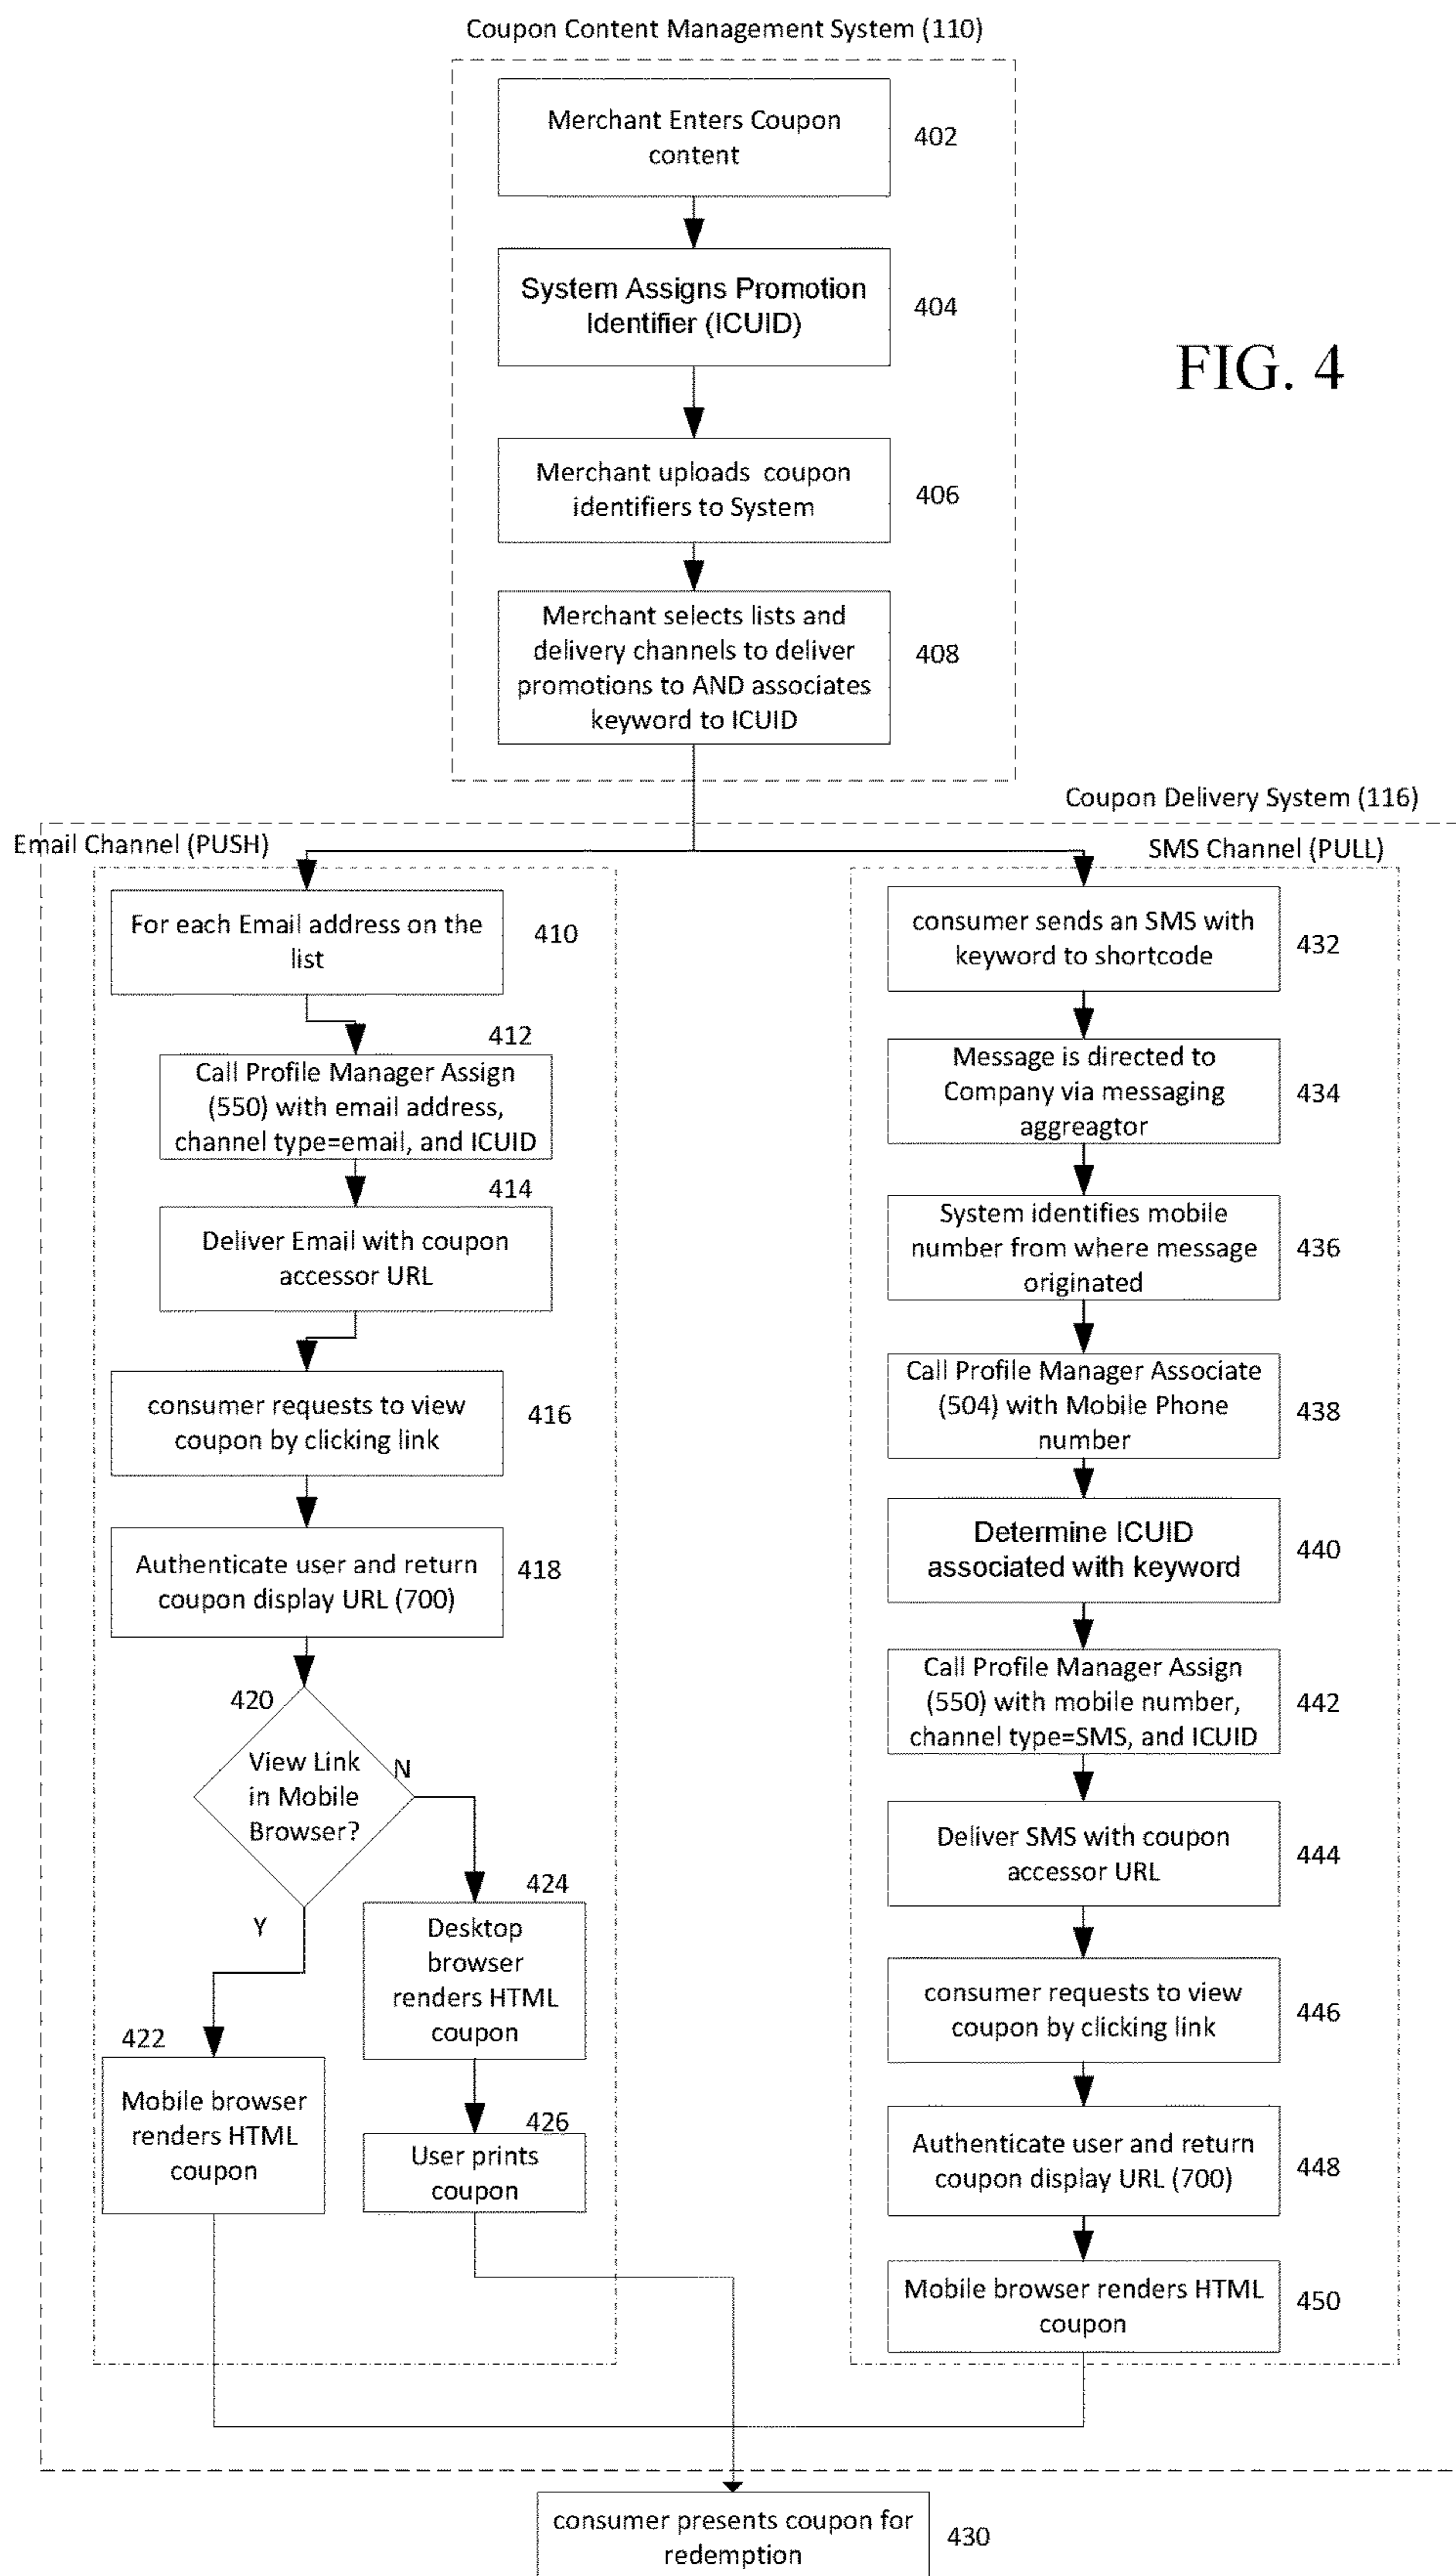 Coupon Content Management System (110)
Merchant Enters Coupon
content
402
System Assigns Promotion
Identifier (ICUID)
404
FIG. 4
Merchant uploads coupon
identifiers to System
406
Merchant selects lists and
delivery channels to deliver
promotions to AND associates
keyword to ICUID
408
Coupon Delivery System (116)
Email Channel (PUSH)
For each Email address on the
list
410
412
Call Profile Manager Assign
(550) with email address,
channel type=email, and ICUID
414
Deliver Email with coupon
accessor URL
consumer requests to view
coupon by clicking link
416
Authenticate user and return
coupon display URL (700)
418
420
View Link
in Mobile
Browser?
N
Y
424
Desktop
browser
renders HTML
coupon
422
Mobile browser
renders HTML
coupon
426
User prints
coupon
SMS Channel (PULL)
consumer sends an SMS with
keyword to shortcode
432
Message is directed to
Company via messaging
aggreagtor
434
System identifies mobile
number from where message
originated
436
Call Profile Manager Associate
(504) with Mobile Phone
number
438
Determine ICUID
associated with keyword
440
Call Profile Manager Assign
(550) with mobile number,
channel type=SMS, and ICUID
442
Deliver SMS with coupon
accessor URL
444
consumer requests to view
coupon by clicking link
446
Authenticate user and return
coupon display URL (700)
448
Mobile browser renders HTML
coupon
450
consumer presents coupon for
redemption
430